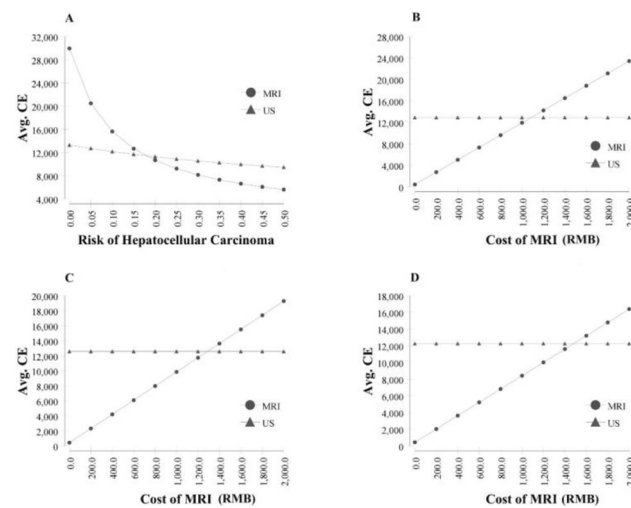 A
Avg. CE
32,000
28,000
24,000
20,000
16,000
12,000
8,000
4,000
MRI
US
0.00 0.05 0.10 0.15 0.20 0.25 0.30 0.35 0.40 0.45 0.50
Risk of Hepatocellular Carcinoma
B
Avg. CE
28,000
24,000
20,000
16,000
12,000
8,000
4,000
0
MRI
US
0.0 200.0 400.0 600.0 800.0 1,000.0 1,200.0 1,400.0 1,600.0 1,800.0 2,000.0
Cost of MRI (RMB)
C
Avg. CE
20,000
18,000
16,000
14,000
12,000
10,000
8,000
6,000
4,000
2,000
0
MRI
US
0.0 200.0 400.0 600.0 800.0 1,000.0 1,200.0 1,400.0 1,600.0 1,800.0 2,000.0
Cost of MRI (RMB)
D
Avg. CE
18,000
16,000
14,000
12,000
10,000
8,000
6,000
4,000
2,000
0
MRI
US
0.0 200.0 400.0 600.0 800.0 1,000.0 1,200.0 1,400.0 1,600.0 1,800.0 2,000.0
Cost of MRI (RMB)